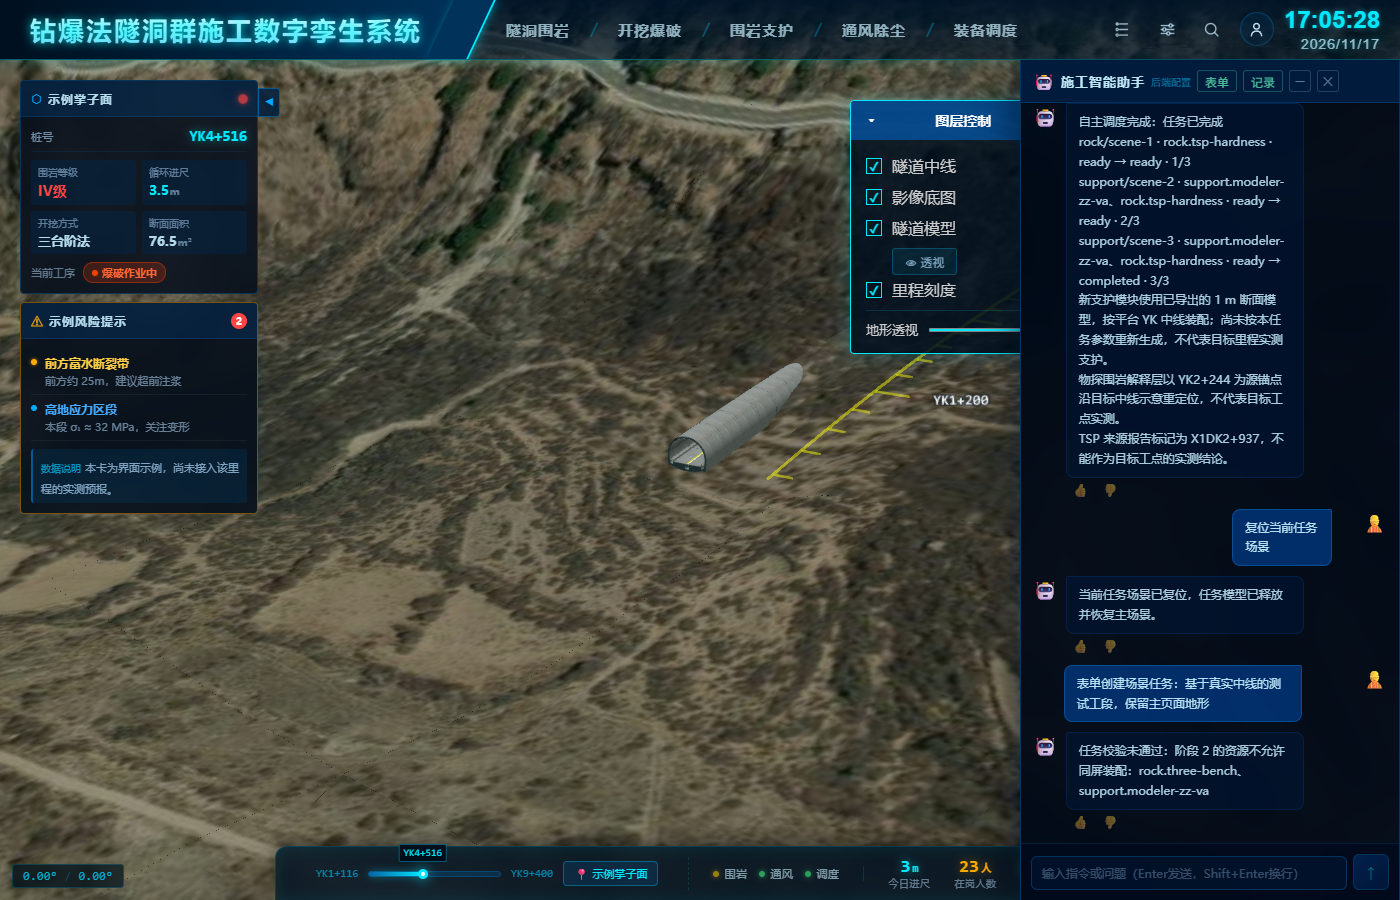 钻爆法隧洞群施工数字孪生系统
隧洞围岩 / 开挖爆破 / 围岩支护 / 通风除尘 / 装备调度
17:05:28
2026/11/17
示例掌子面
桩号 YK4+516
围岩等级 循环进尺
IV级 3.5m
开挖方式 断面面积
三台阶法 76.5m²
当前工序 爆破作业中
示例风险提示 2
前方富水断裂带
前方约 25m，建议超前注浆
高地应力区段
本段 σ₁ ≈ 32 MPa，关注变形
数据说明 本卡为界面示例，尚未接入该里
程的实测预报。
图层控制
隧道中线
影像底图
隧道模型
透视
里程刻度
地形透视
YK1+200
施工智能助手 后端配置 表单 记录
自主调度完成：任务已完成
rock/scene-1 · rock.tsp-hardness ·
ready → ready · 1/3
support/scene-2 · support.modeler-
zz-va、rock.tsp-hardness · ready →
ready · 2/3
support/scene-3 · support.modeler-
zz-va、rock.tsp-hardness · ready →
completed · 3/3
新支护模块使用已导出的 1 m 断面模
型，按平台 YK 中线装配；尚未按本任
务参数重新生成，不代表目标里程实测
支护。
物探围岩解释层以 YK2+244 为源锚点
沿目标中线示意重定位，不代表目标工
点实测。
TSP 来源报告标记为 X1DK2+937，不
能作为目标工点的实测结论。
复位当前任务
场景
当前任务场景已复位，任务模型已释放
并恢复主场景。
表单创建场景任务：基于真实中线的测
试工段，保留主页面地形
任务校验未通过：阶段 2 的资源不允许
同屏装配：rock.three-bench、
support.modeler-zz-va
输入指令或问题（Enter发送，Shift+Enter换行）
0.00° / 0.00°
YK4+516
YK1+116 YK9+400
示例掌子面
围岩 通风 调度
3m
今日进尺
23人
在岗人数